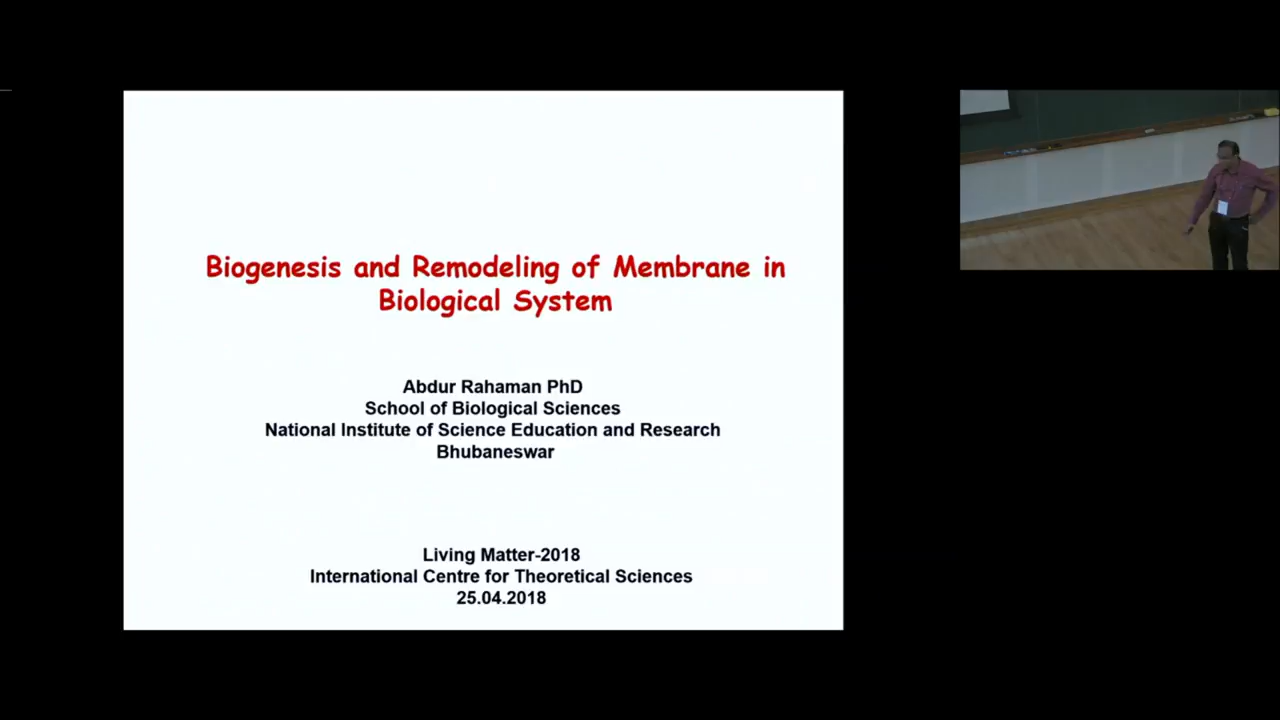 Biogenesis and Remodeling of Membrane in
Biological System
Abdur Rahaman PhD
School of Biological Sciences
National Institute of Science Education and Research
Bhubaneswar
Living Matter-2018
International Centre for Theoretical Sciences
25.04.2018